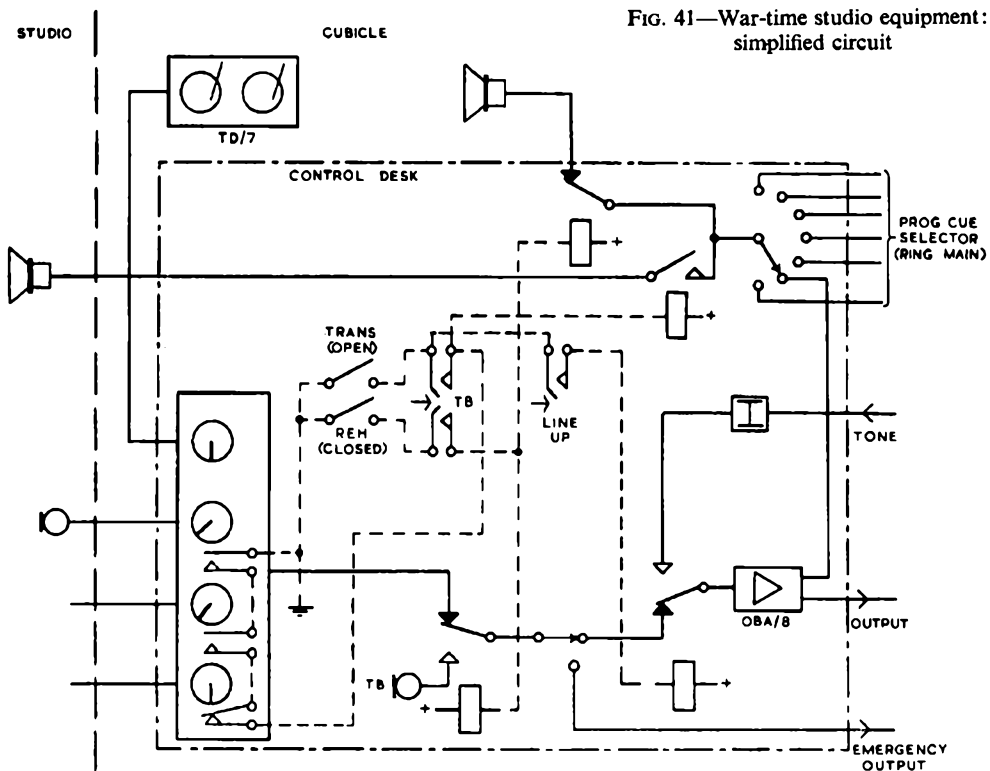 FIG. 41—War-time studio equipment:
simplified circuit
STUDIO
CUBICLE
TD/7
CONTROL DESK
PROG CUE
SELECTOR
(RING MAIN)
+
+
TRANS
(OPEN)
TB
REH
(CLOSED)
LINE
UP
TONE
OBA/8
OUTPUT
TB
+
+
EMERGENCY
OUTPUT